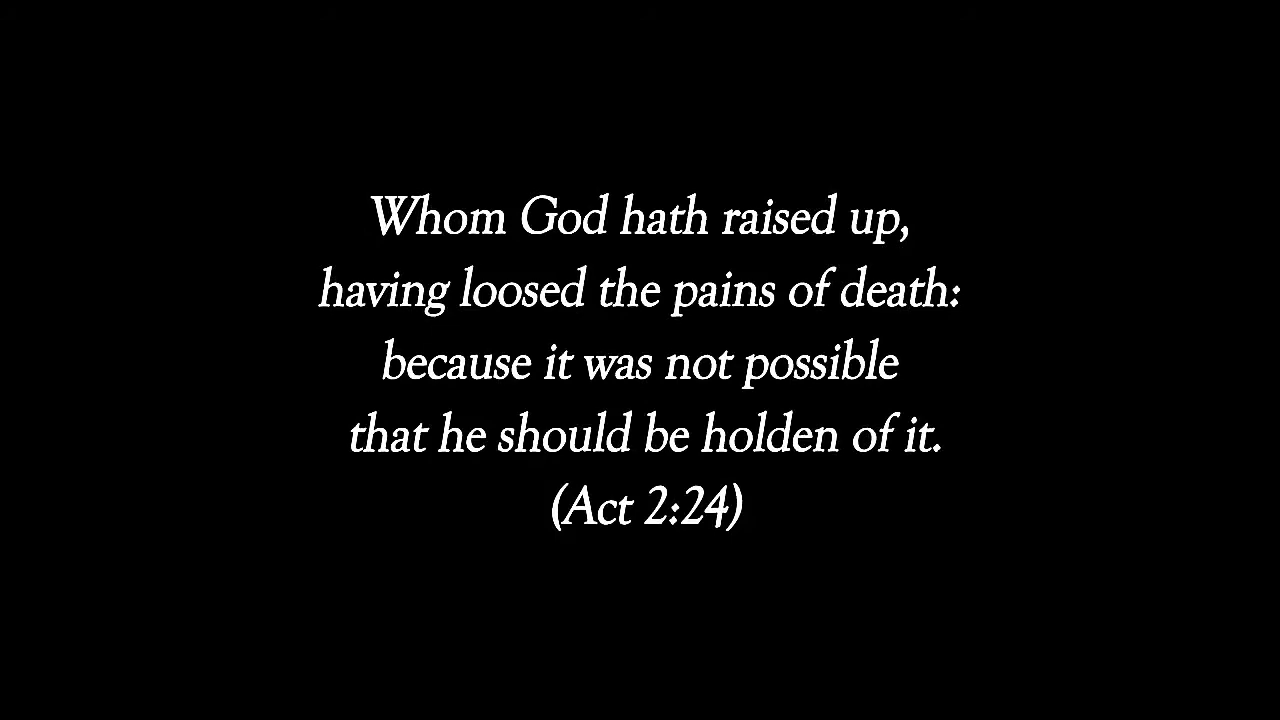 Whom God hath raised up,
having loosed the pains of death:
because it was not possible
that he should be holden of it.
(Act 2:24)